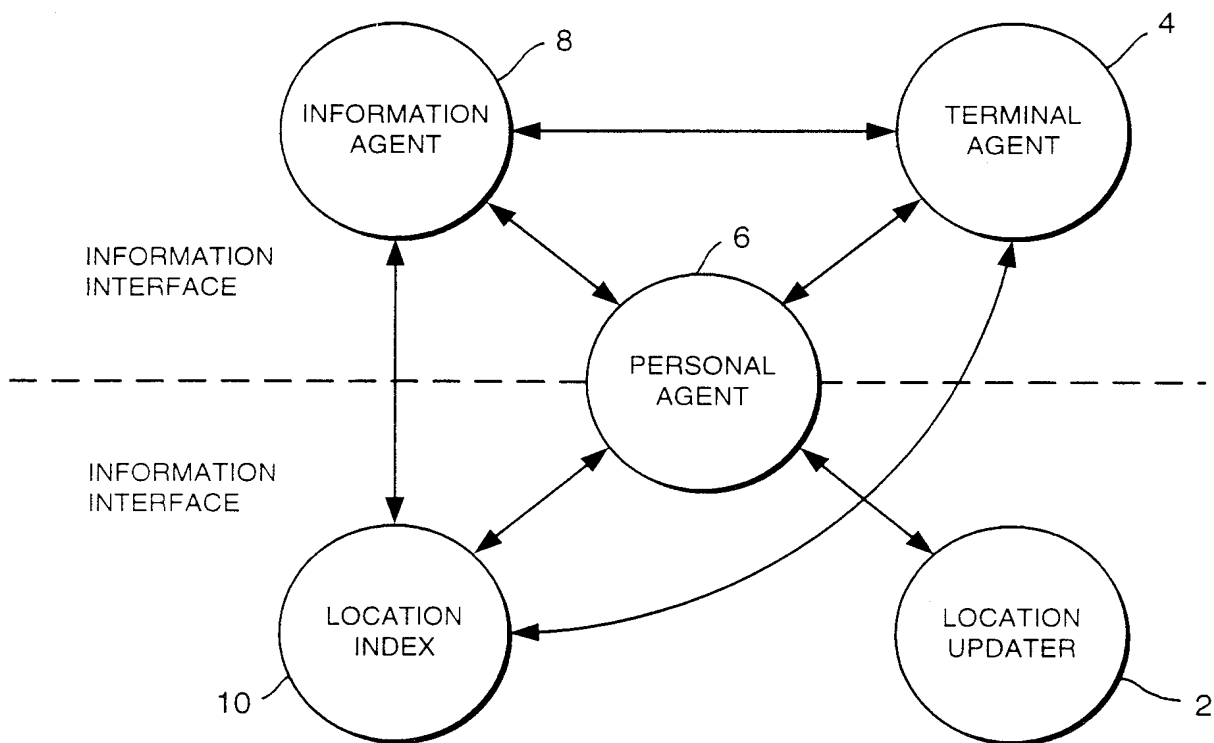 8
4
INFORMATION
AGENT
TERMINAL
AGENT
6
INFORMATION
INTERFACE
PERSONAL
AGENT
INFORMATION
INTERFACE
LOCATION
INDEX
LOCATION
UPDATER
10
2